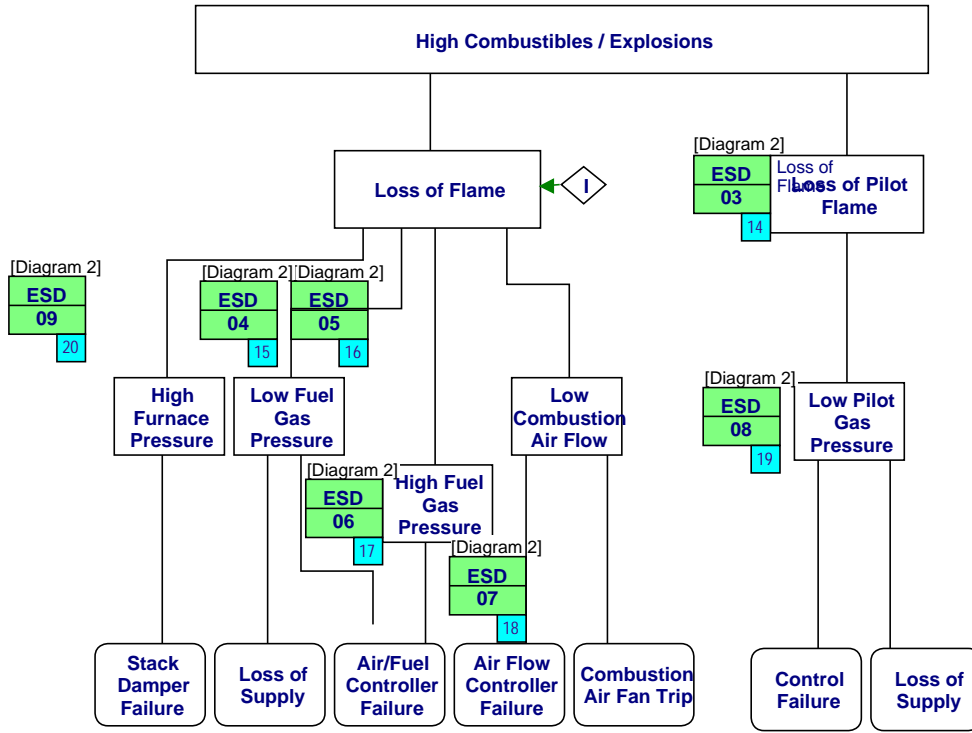 High Combustibles / Explosions
[Diagram 2]
ESD
03
14
Loss of
Flame
Loss of Pilot
Flame
Loss of Flame
I
[Diagram 2]
ESD
09
20
[Diagram 2]
ESD
04
15
[Diagram 2]
ESD
05
16
High
Furnace
Pressure
Low Fuel
Gas
Pressure
Low
Combustion
Air Flow
[Diagram 2]
ESD
08
19
Low Pilot
Gas
Pressure
[Diagram 2]
ESD
06
17
High Fuel
Gas
Pressure
[Diagram 2]
ESD
07
18
Stack
Damper
Failure
Loss of
Supply
Air/Fuel
Controller
Failure
Air Flow
Controller
Failure
Combustion
Air Fan Trip
Control
Failure
Loss of
Supply